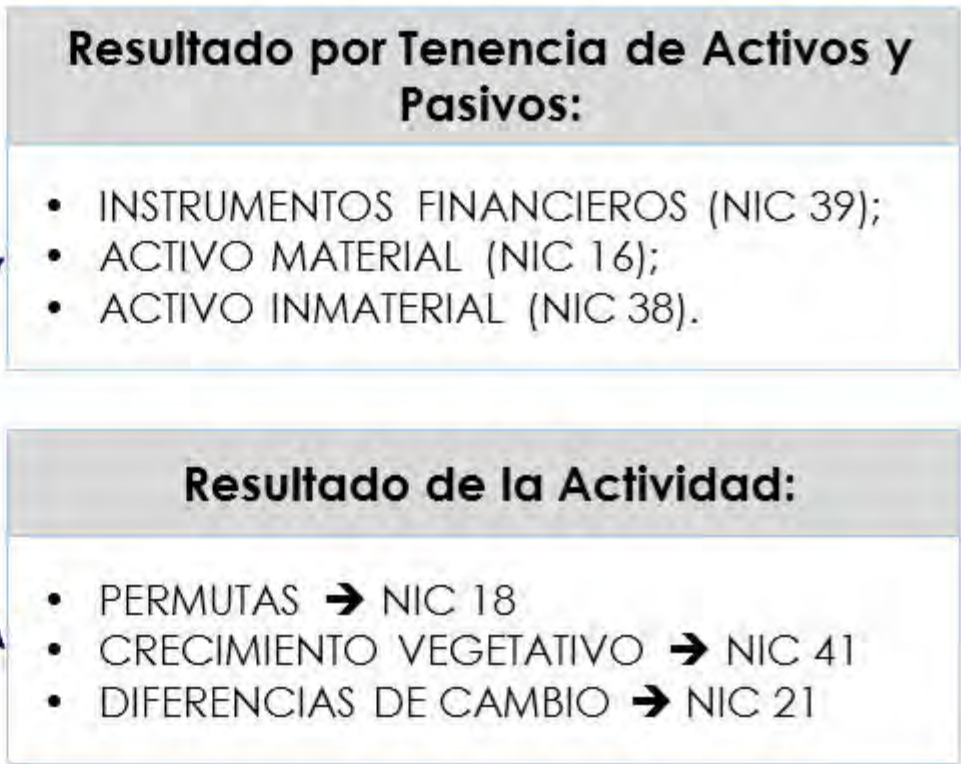 Resultado por Tenencia de Activos y
Pasivos:
• INSTRUMENTOS FINANCIEROS (NIC 39);
• ACTIVO MATERIAL (NIC 16);
• ACTIVO INMATERIAL (NIC 38).
Resultado de la Actividad:
• PERMUTAS ➔ NIC 18
• CRECIMIENTO VEGETATIVO ➔ NIC 41
• DIFERENCIAS DE CAMBIO ➔ NIC 21